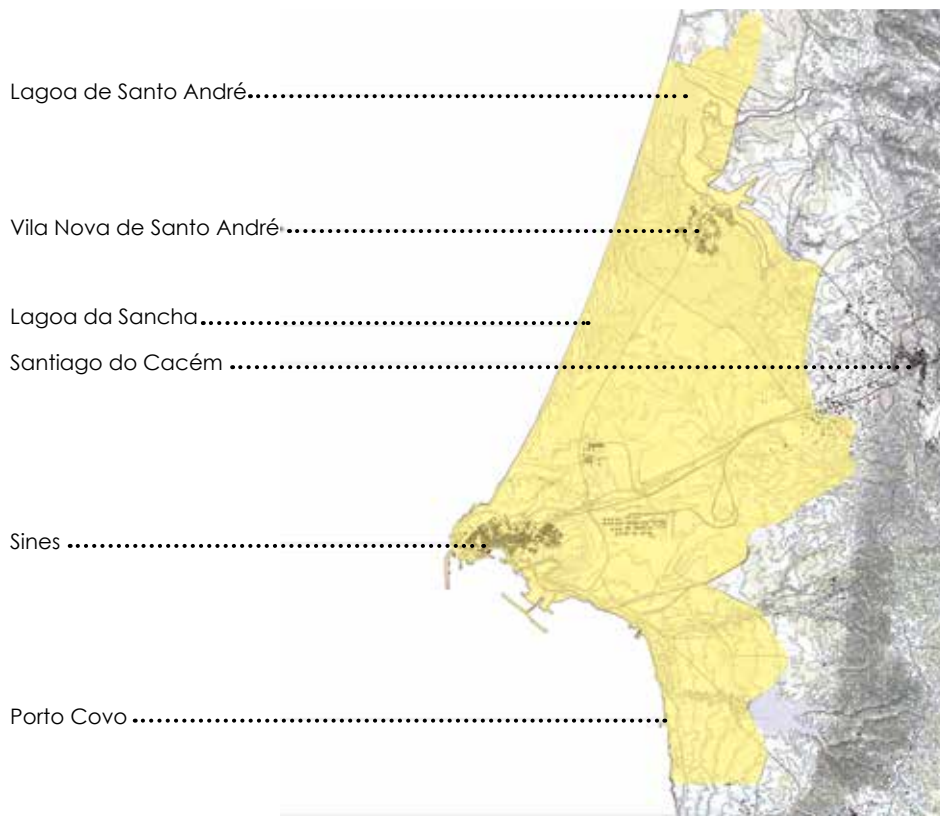 Lagoa de Santo André
Vila Nova de Santo André
Lagoa da Sancha
Santiago do Cacém
Sines
Porto Covo